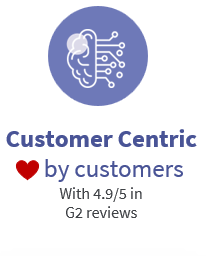 Customer Centric
by customers
With 4.9/5 in
G2 reviews